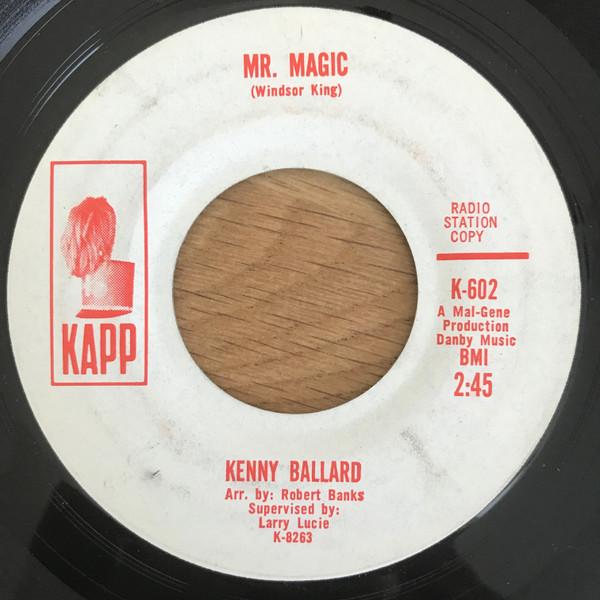 MR. MAGIC
(Windsor King)
KAPP
RADIO
STATION
COPY
K-602
A Mal-Gene
Production
Danby Music
BMI
2:45
KENNY BALLARD
Arr. by: Robert Banks
Supervised by:
Larry Lucie
K-8263